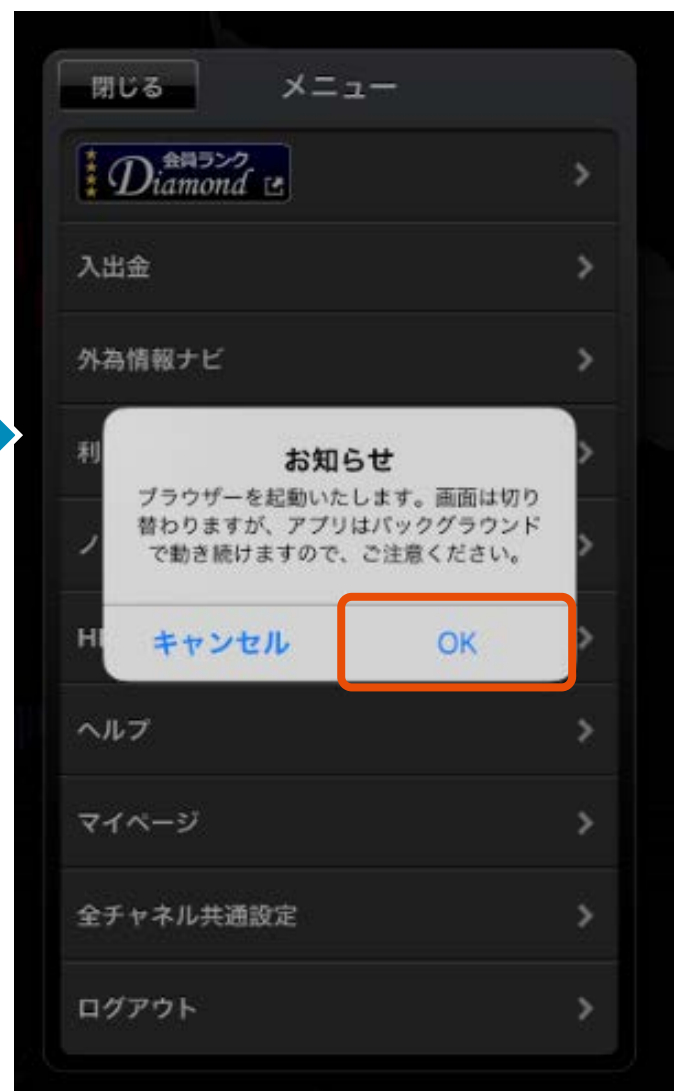 閉じる
メニュー
会員ランク
Diamond
入出金
外為情報ナビ
利
お知らせ
ブラウザーを起動いたします。画面は切り
替わりますが、アプリはバックグラウンド
で動き続けますので、ご注意ください。
ノ
キャンセル
OK
ヘルプ
マイページ
全チャネル共通設定
ログアウト